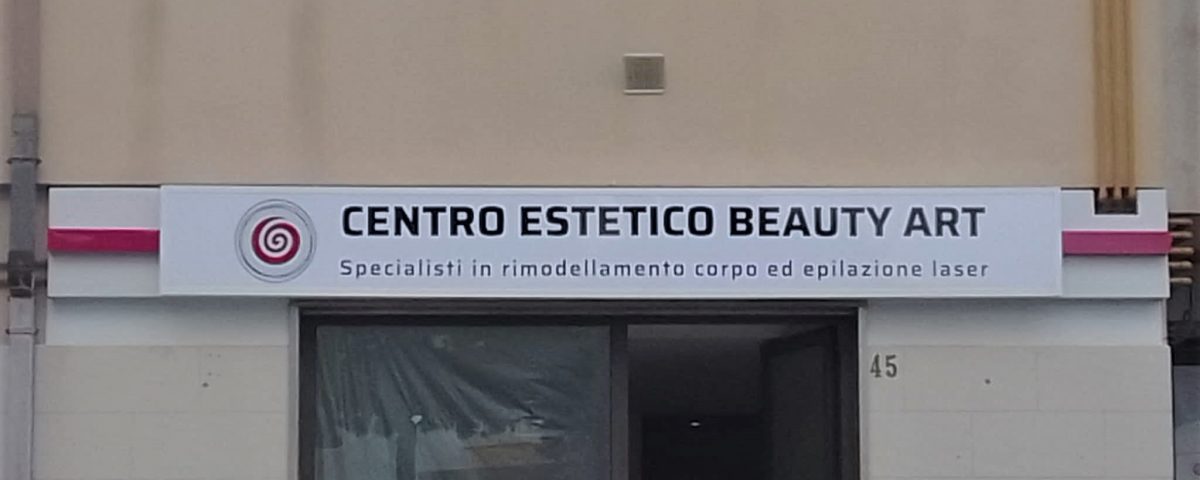 CENTRO ESTETICO BEAUTY ART
Specialisti in rimodellamento corpo ed epilazione laser
45